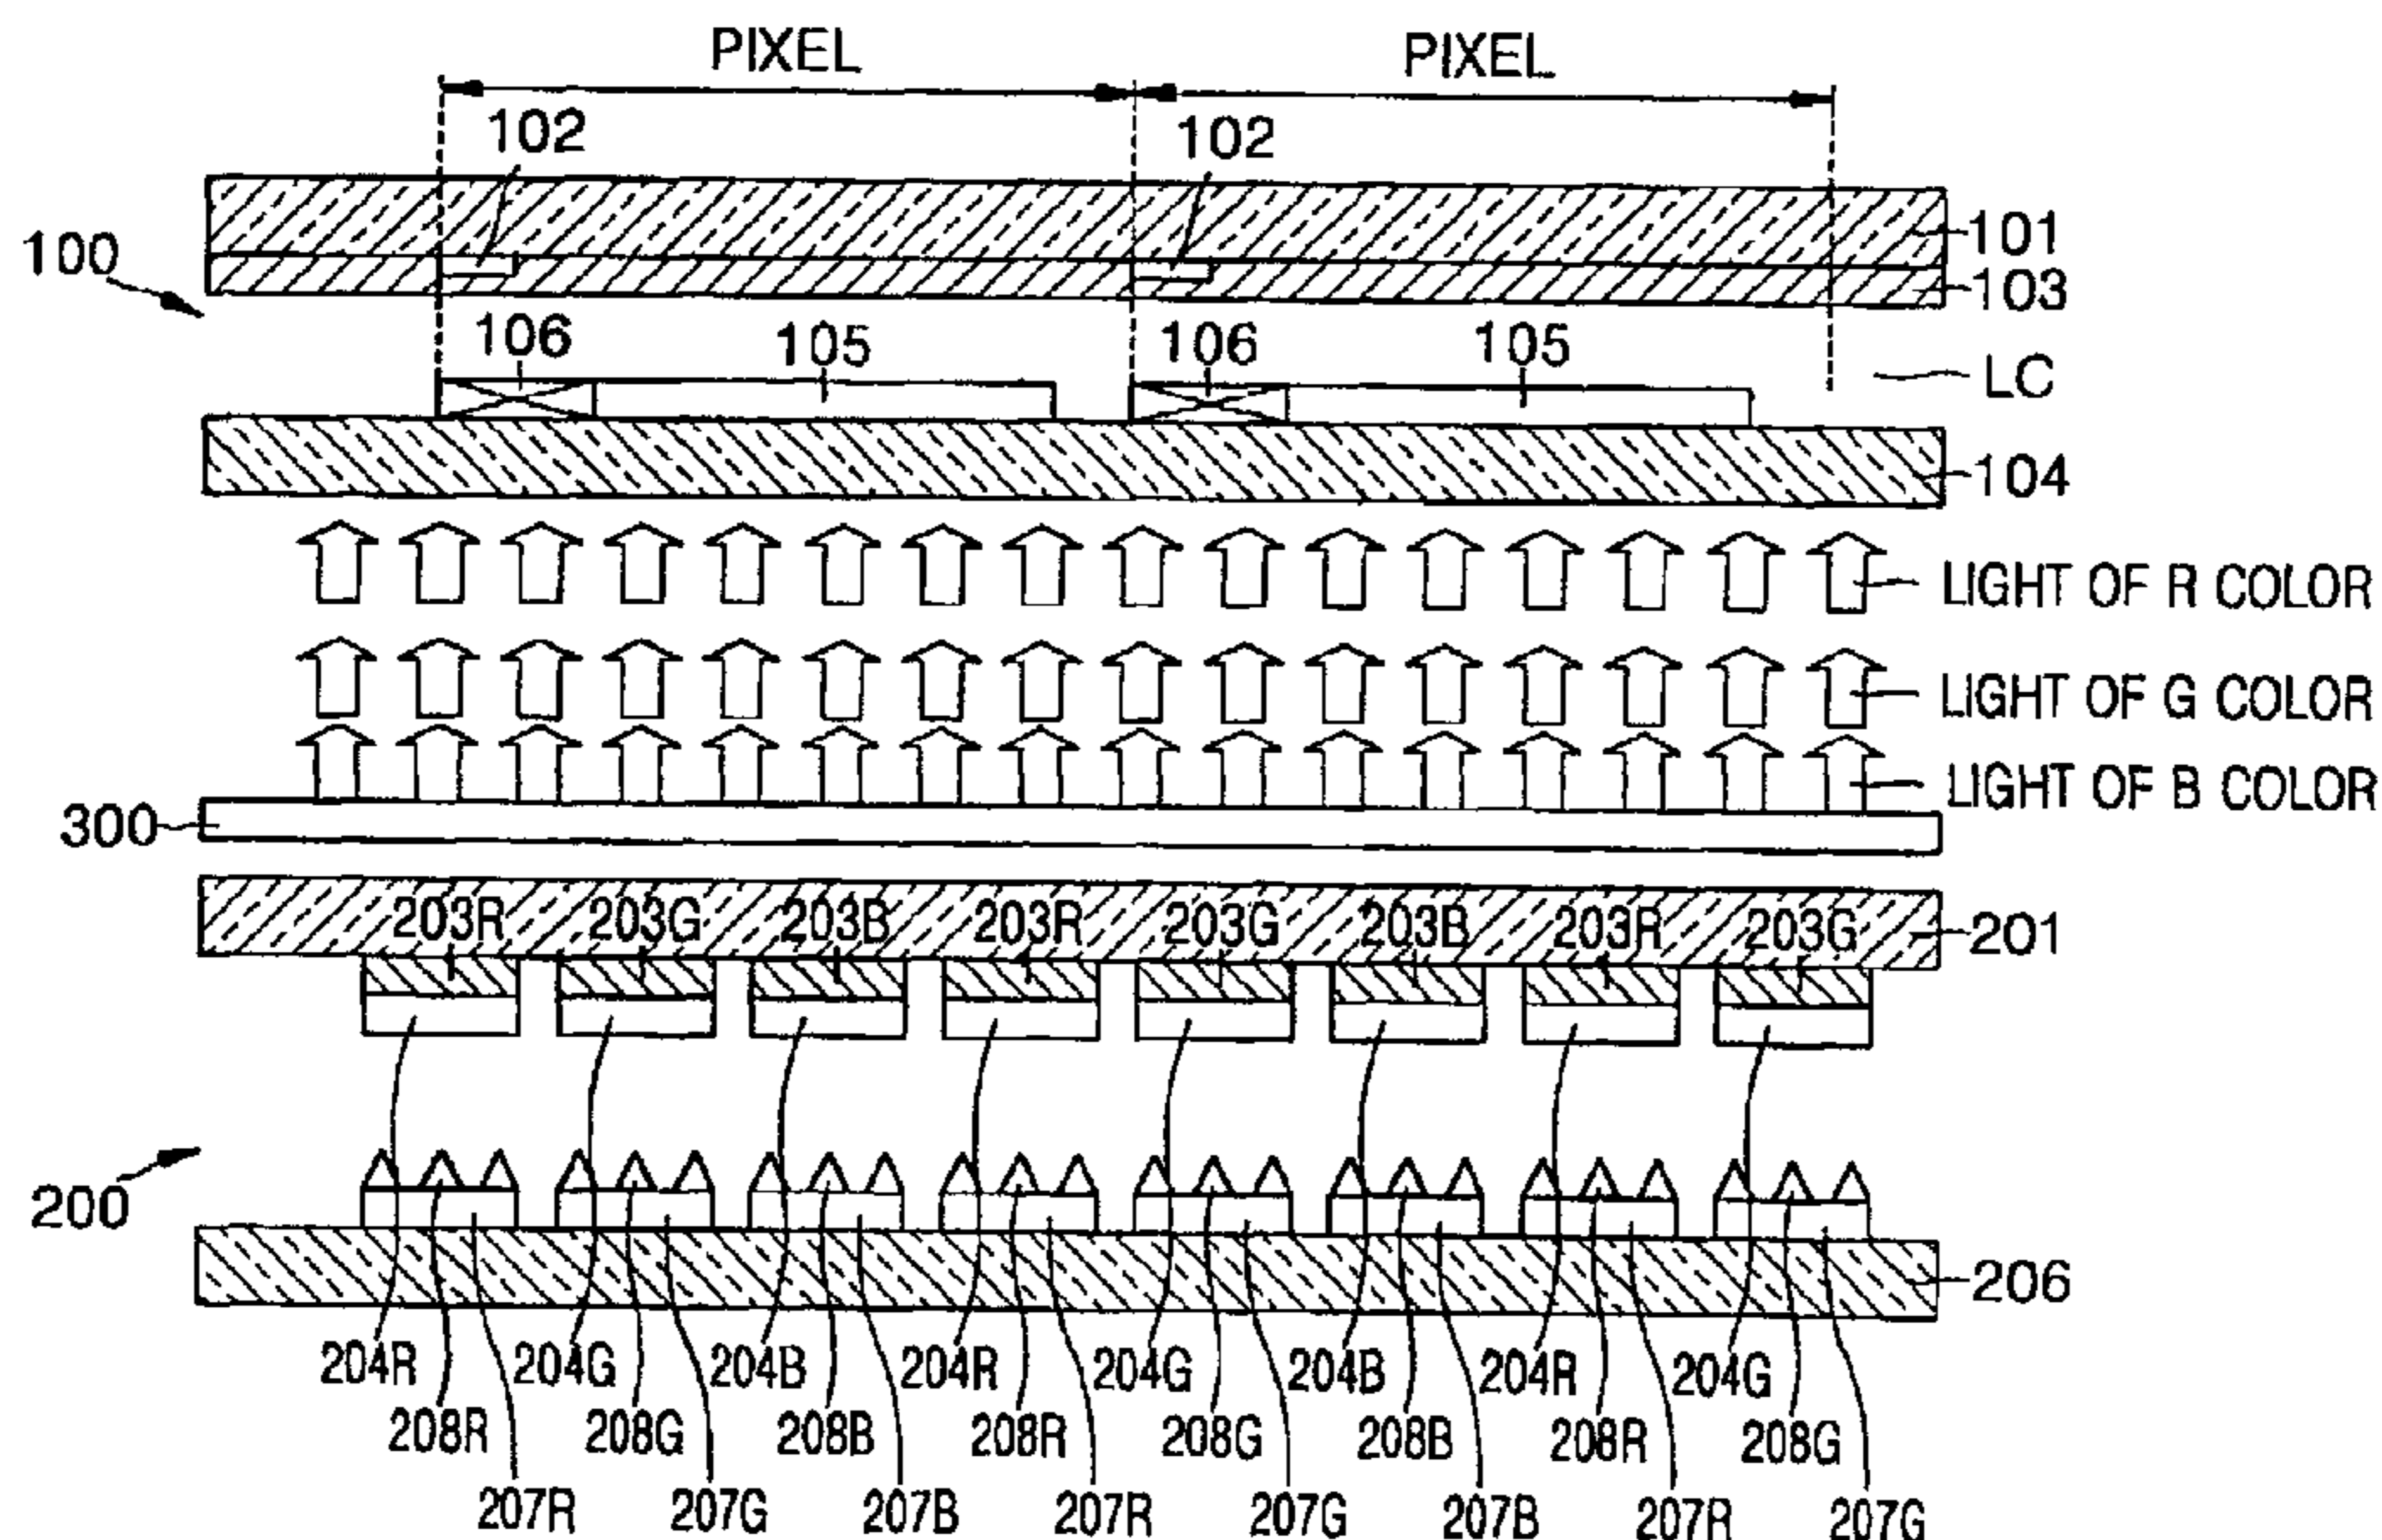 PIXEL PIXEL
102 102
100
101
103
106 105 106 105
LC
104
LIGHT OF R COLOR
LIGHT OF G COLOR
LIGHT OF B COLOR
300
203R 203G 203B 203R 203G 203B 203R 203G
201
200
206
204R 204G 204B 204R 204G 204B 204R 204G
208R 208G 208B 208R 208G 208B 208R 208G
207R 207G 207B 207R 207G 207B 207R 207G